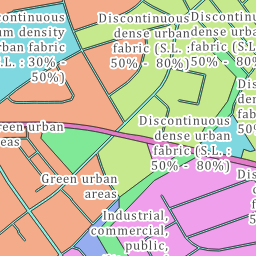 continuous
um density
rban fabric
S.L. : 30% -
50%)
Discontinuous
dense urban
fabric (S.L. :
50% -  80%)
Discontinuous
dense urban
fabric (S.L. :
50% -  80%)
Green urban
areas
Discontinuous
dense urban
fabric (S.L. :
50% -  80%)
Green urban
areas
Industrial,
commercial,
public,